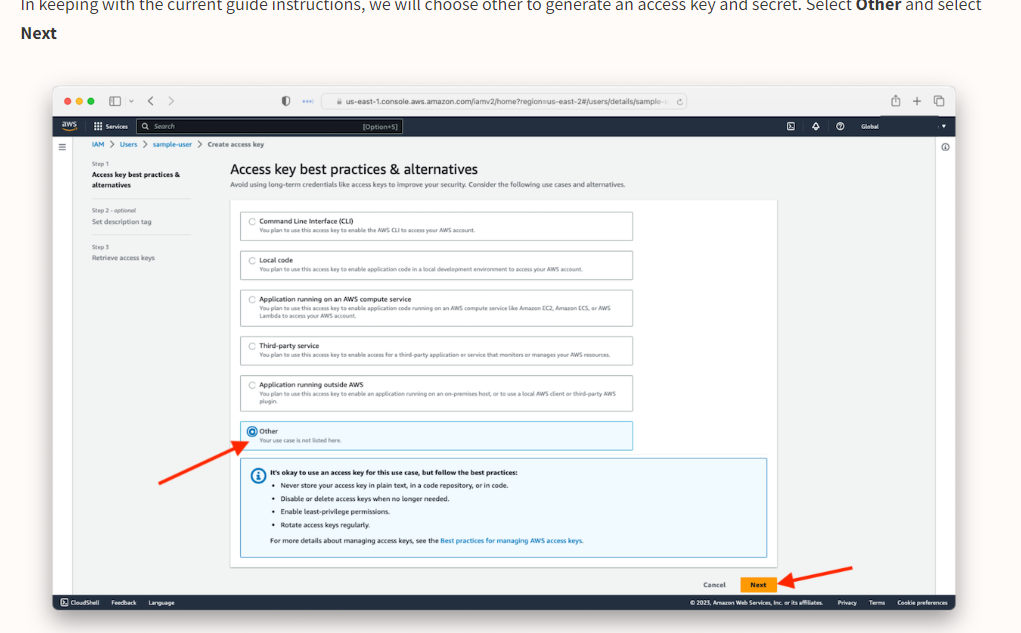 In keeping with the current guide instructions, we will choose other to generate an access key and secret. Select Other and select
Next
us-east-1.console.aws.amazon.com/iamv2/home?region=us-east-2#/users/details/sample-
aws
Services
Search
[Option+S]
Global
IAM > Users > sample-user > Create access key
Step 1
Access key best practices &
alternatives
Step 2 - optional
Set description tag
Step 3
Retrieve access keys
Access key best practices & alternatives
Avoid using long-term credentials like access keys to improve your security. Consider the following use cases and alternatives.
Command Line Interface (CLI)
You plan to use this access key to enable the AWS CLI to access your AWS account.
Local code
You plan to use this access key to enable application code in a local development environment to access your AWS account.
Application running on an AWS compute service
You plan to use this access key to enable application code running on an AWS compute service like Amazon EC2, Amazon ECS, or AWS
Lambda to access your AWS account.
Third-party service
You plan to use this access key to enable access for a third-party application or service that monitors or manages your AWS resources.
Application running outside AWS
You plan to use this access key to enable an application running on an on-premises host, or to use a local AWS client or third-party AWS
plugin.
Other
Your use case is not listed here.
It's okay to use an access key for this use case, but follow the best practices:
• Never store your access key in plain text, in a code repository, or in code.
• Disable or delete access keys when no longer needed.
• Enable least-privilege permissions.
• Rotate access keys regularly.
For more details about managing access keys, see the Best practices for managing AWS access keys.
Cancel
Next
CloudShell
Feedback
Language
© 2023, Amazon Web Services, Inc. or its affiliates.
Privacy
Terms
Cookie preferences